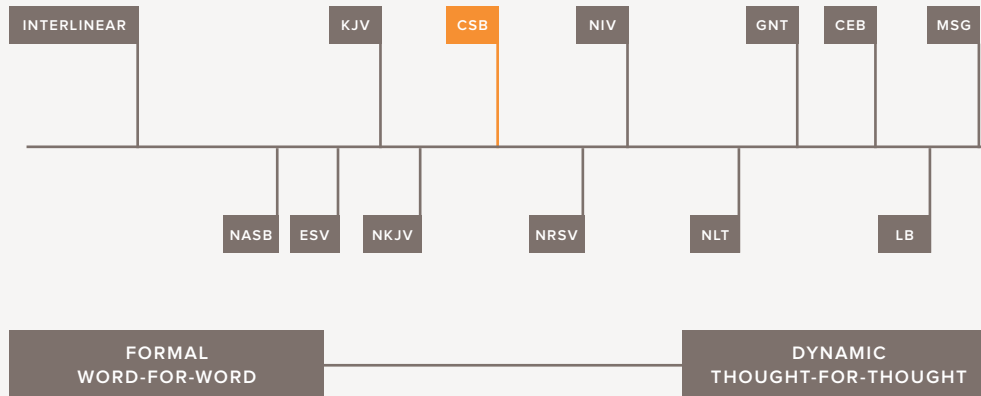 INTERLINEAR KJV CSB NIV GNT CEB MSG
NASB ESV NKJV NRSV NLT LB
FORMAL
WORD-FOR-WORD
DYNAMIC
THOUGHT-FOR-THOUGHT